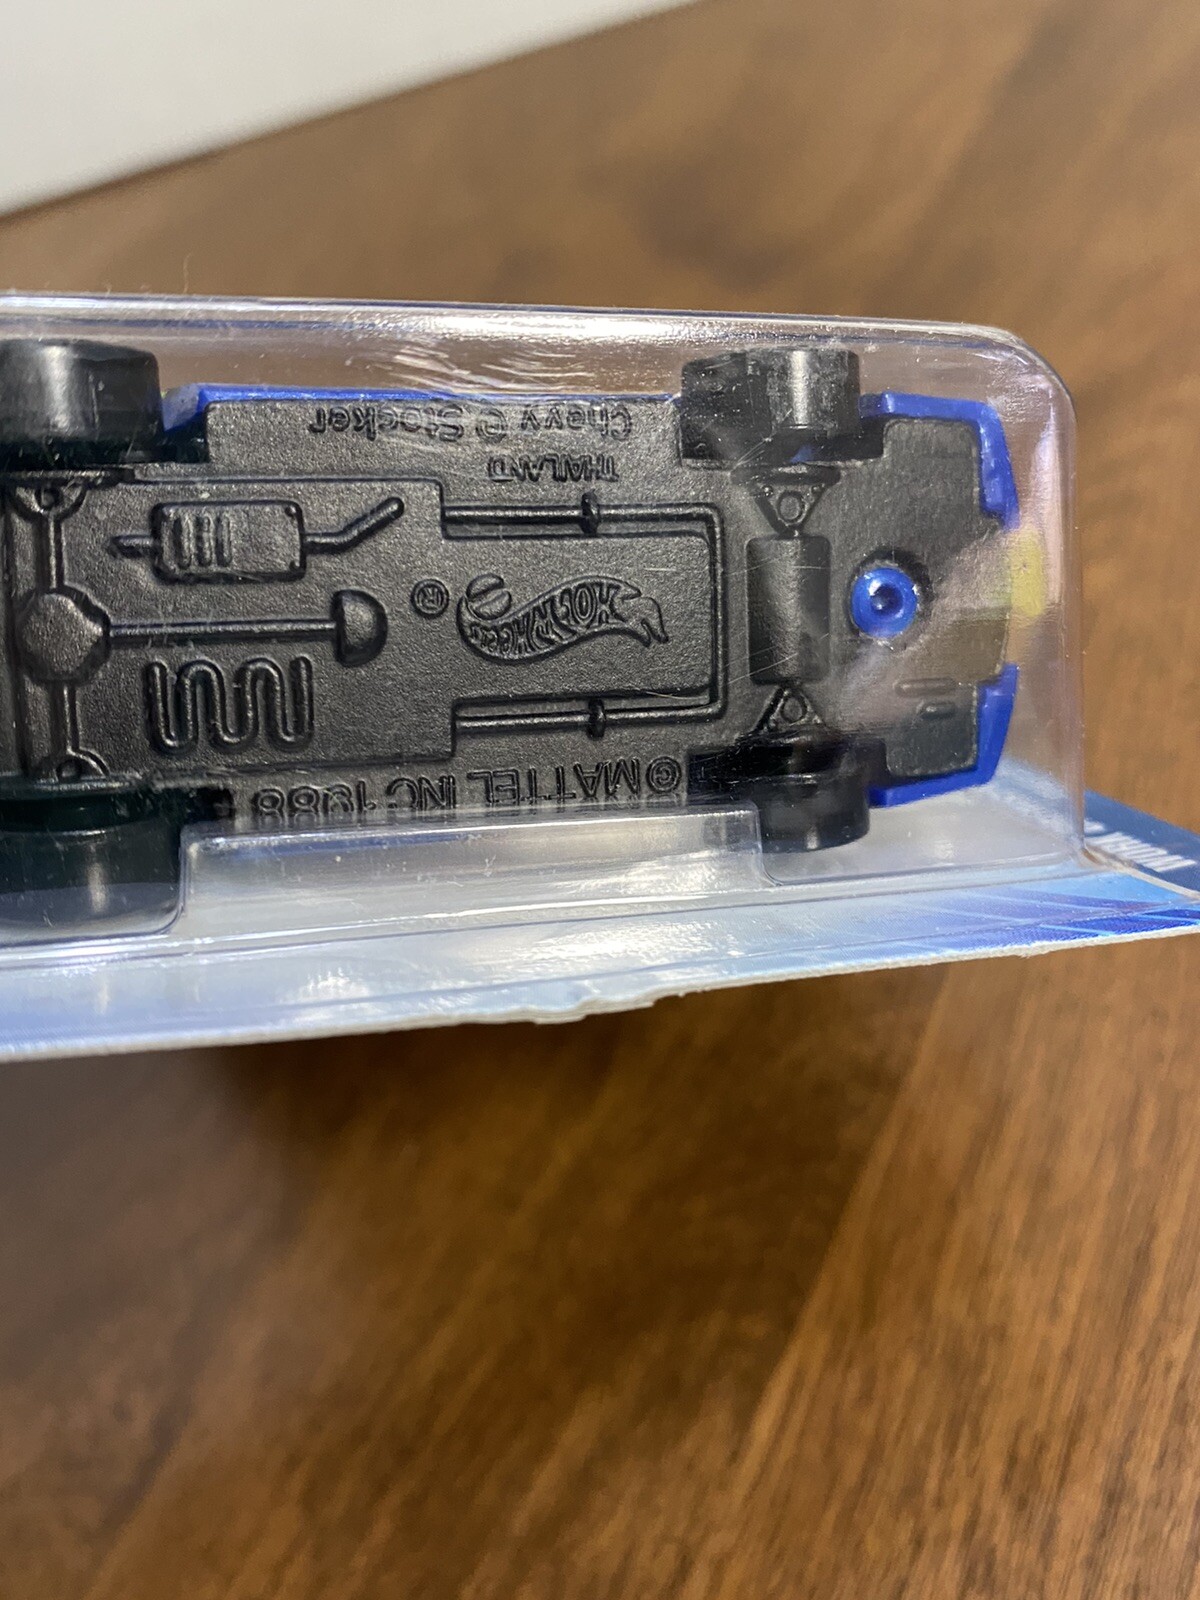 © MATTEL INC 1988
HOT WHEELS ®
THAILAND
Chevy ® Stocker